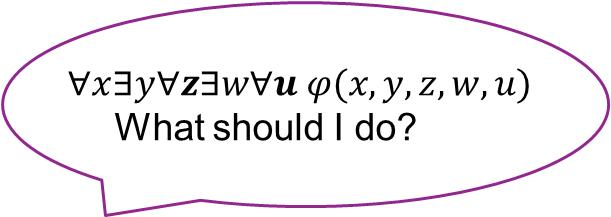 ∀𝑥∃𝑦∀𝒛∃𝑤∀𝒖 𝜑(𝑥, 𝑦, 𝑧, 𝑤, 𝑢)
What should I do?